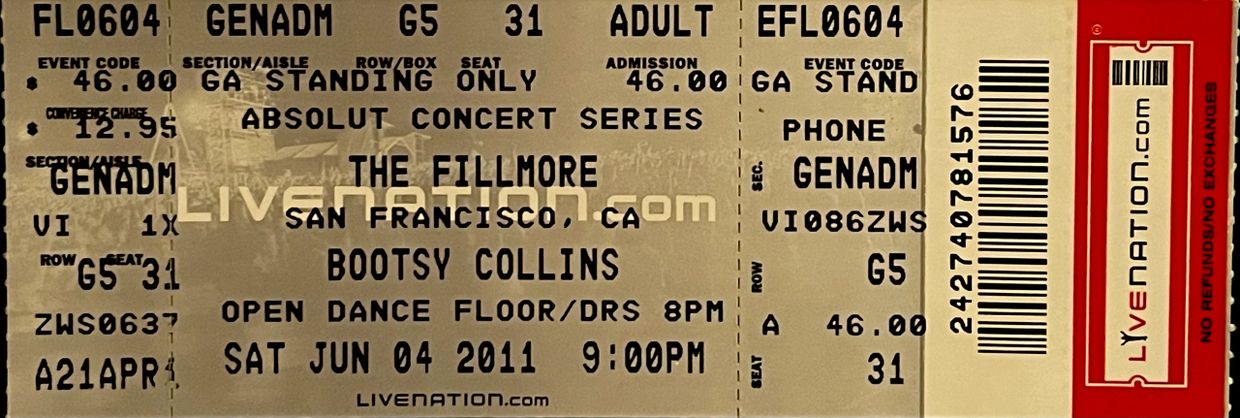 FL0604 GENADM G5 31 ADULT EFL0604
EVENT CODE SECTION/AISLE ROW/BOX SEAT ADMISSION EVENT CODE
$ 46.00 GA STANDING ONLY 46.00 GA STAND
CONVENIENCE CHARGE
$ 12.95 ABSOLUT CONCERT SERIES PHONE
SECTION/AISLE
GENADM THE FILLMORE SEC. GENADM
LIVENATION.com
VI 1X SAN FRANCISCO, CA VI086ZWS
ROW SEAT
G5 31 BOOTSY COLLINS ROW G5
ZWS0637 OPEN DANCE FLOOR/DRS 8PM A 46.00
A21APR1 SAT JUN 04 2011 9:00PM SEAT 31
LIVENATION.com
242740781576
LIVENATION.com
NO REFUNDS/NO EXCHANGES